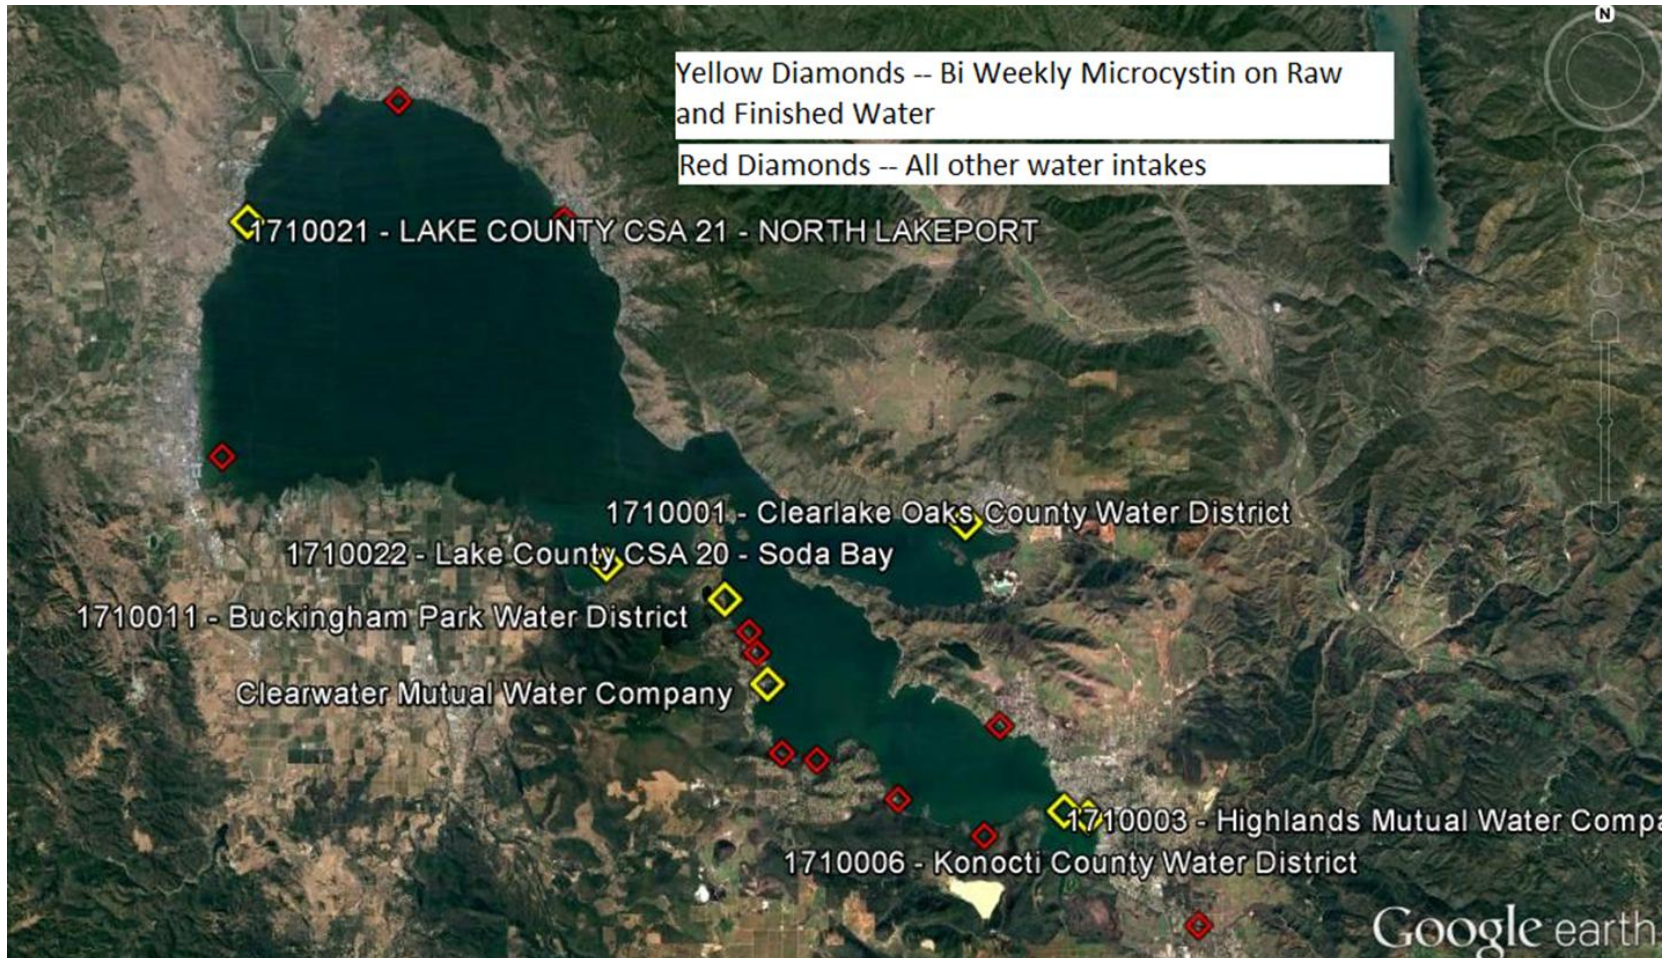 N
Yellow Diamonds -- Bi Weekly Microcystin on Raw
and Finished Water
Red Diamonds -- All other water intakes
1710021 - LAKE COUNTY CSA 21 - NORTH LAKEPORT
1710001 - Clearlake Oaks County Water District
1710022 - Lake County CSA 20 - Soda Bay
1710011 - Buckingham Park Water District
Clearwater Mutual Water Company
1710003 - Highlands Mutual Water Compa
1710006 - Konocti County Water District
Google earth